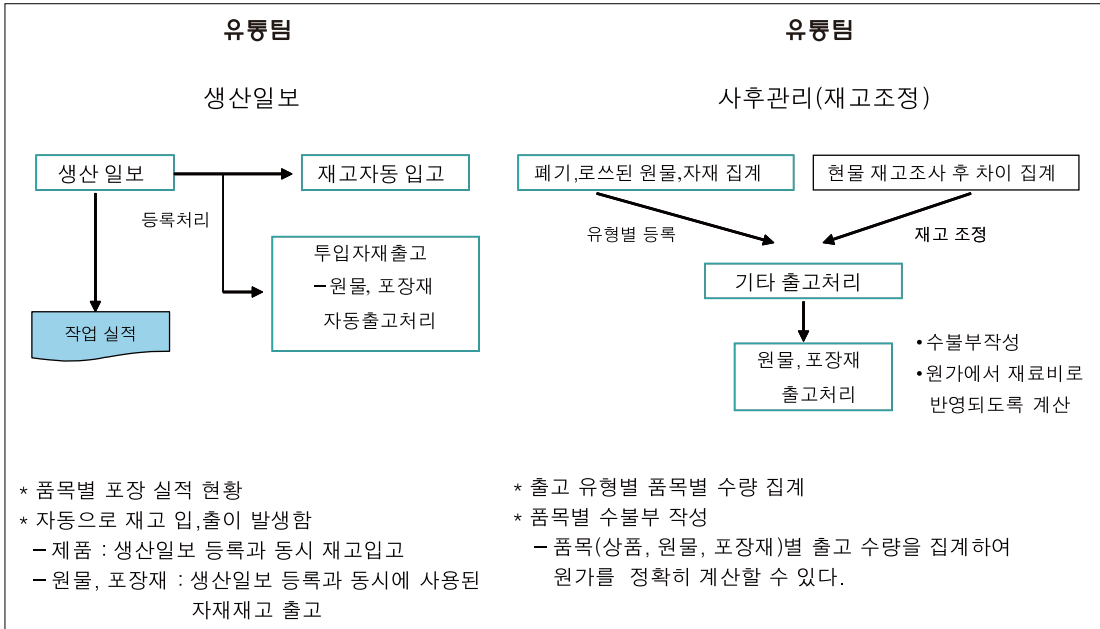 유통팀
생산일보
생산 일보
재고자동 입고
등록처리
투입자재출고
-원물, 포장재
자동출고처리
작업 실적
* 품목별 포장 실적 현황
* 자동으로 재고 입,출이 발생함
- 제품 : 생산일보 등록과 동시 재고입고
- 원물, 포장재 : 생산일보 등록과 동시에 사용된
자재재고 출고
유통팀
사후관리(재고조정)
폐기,로쓰된 원물,자재 집계
현물 재고조사 후 차이 집계
유형별 등록
재고 조정
기타 출고처리
원물, 포장재
출고처리
• 수불부작성
• 원가에서 재료비로
반영되도록 계산
* 출고 유형별 품목별 수량 집계
* 품목별 수불부 작성
- 품목(상품, 원물, 포장재)별 출고 수량을 집계하여
원가를 정확히 계산할 수 있다.